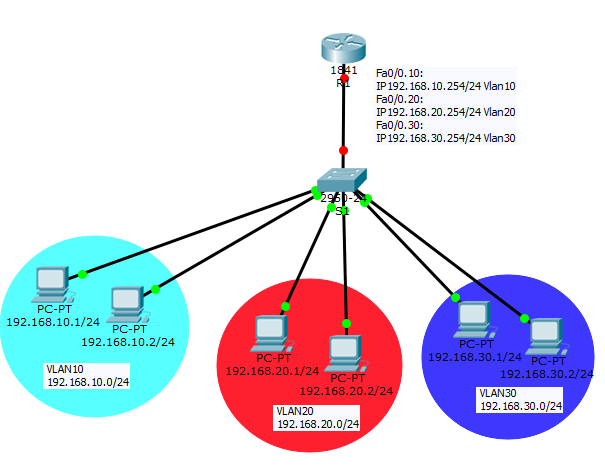 1841
R1
Fa0/0.10:
IP192.168.10.254/24 Vlan10
Fa0/0.20:
IP192.168.20.254/24 Vlan20
Fa0/0.30:
IP192.168.30.254/24 Vlan30
2960-24
S1
PC-PT
192.168.10.1/24
PC-PT
192.168.10.2/24
VLAN10
192.168.10.0/24
PC-PT
192.168.20.1/24
PC-PT
192.168.20.2/24
VLAN20
192.168.20.0/24
PC-PT
192.168.30.1/24
PC-PT
192.168.30.2/24
VLAN30
192.168.30.0/24